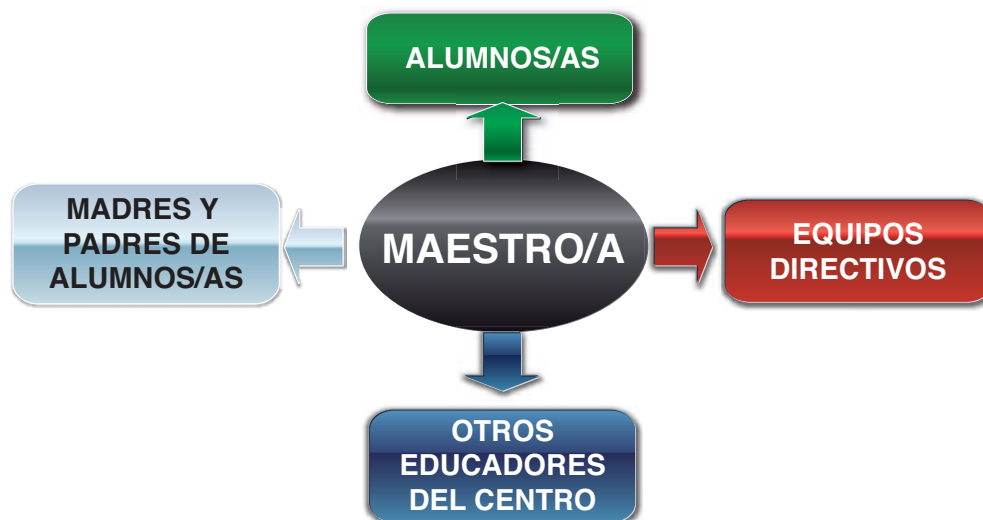 ALUMNOS/AS
MADRES Y
PADRES DE
ALUMNOS/AS
MAESTRO/A
EQUIPOS
DIRECTIVOS
OTROS
EDUCADORES
DEL CENTRO